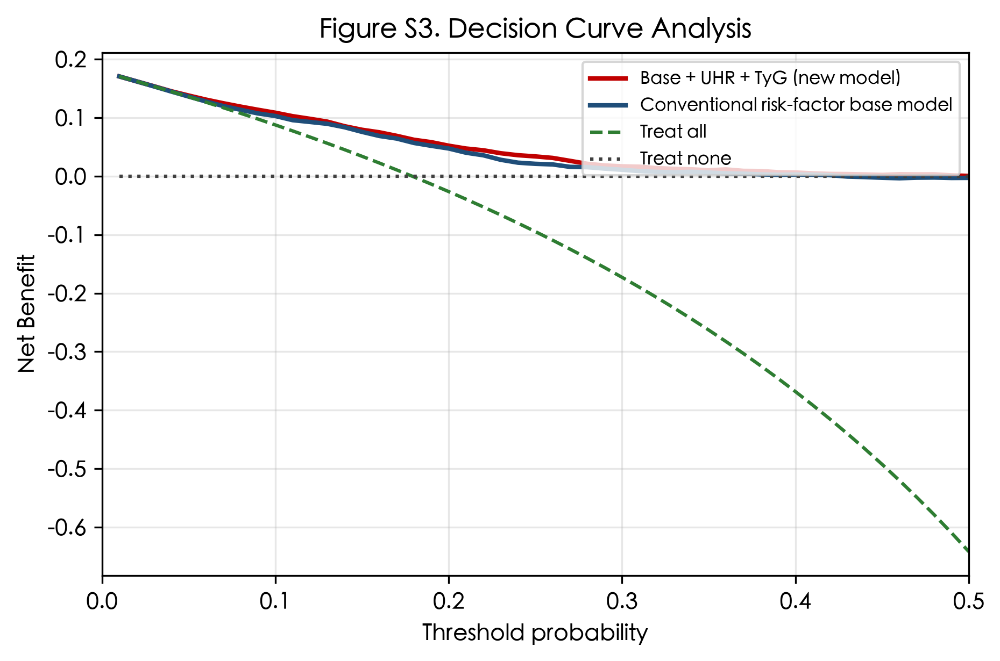 Figure S3. Decision Curve Analysis
Base + UHR + TyG (new model)
Conventional risk-factor base model
Treat all
Treat none
Net Benefit
0.2
0.1
0.0
-0.1
-0.2
-0.3
-0.4
-0.5
-0.6
0.0
0.1
0.2
0.3
0.4
0.5
Threshold probability